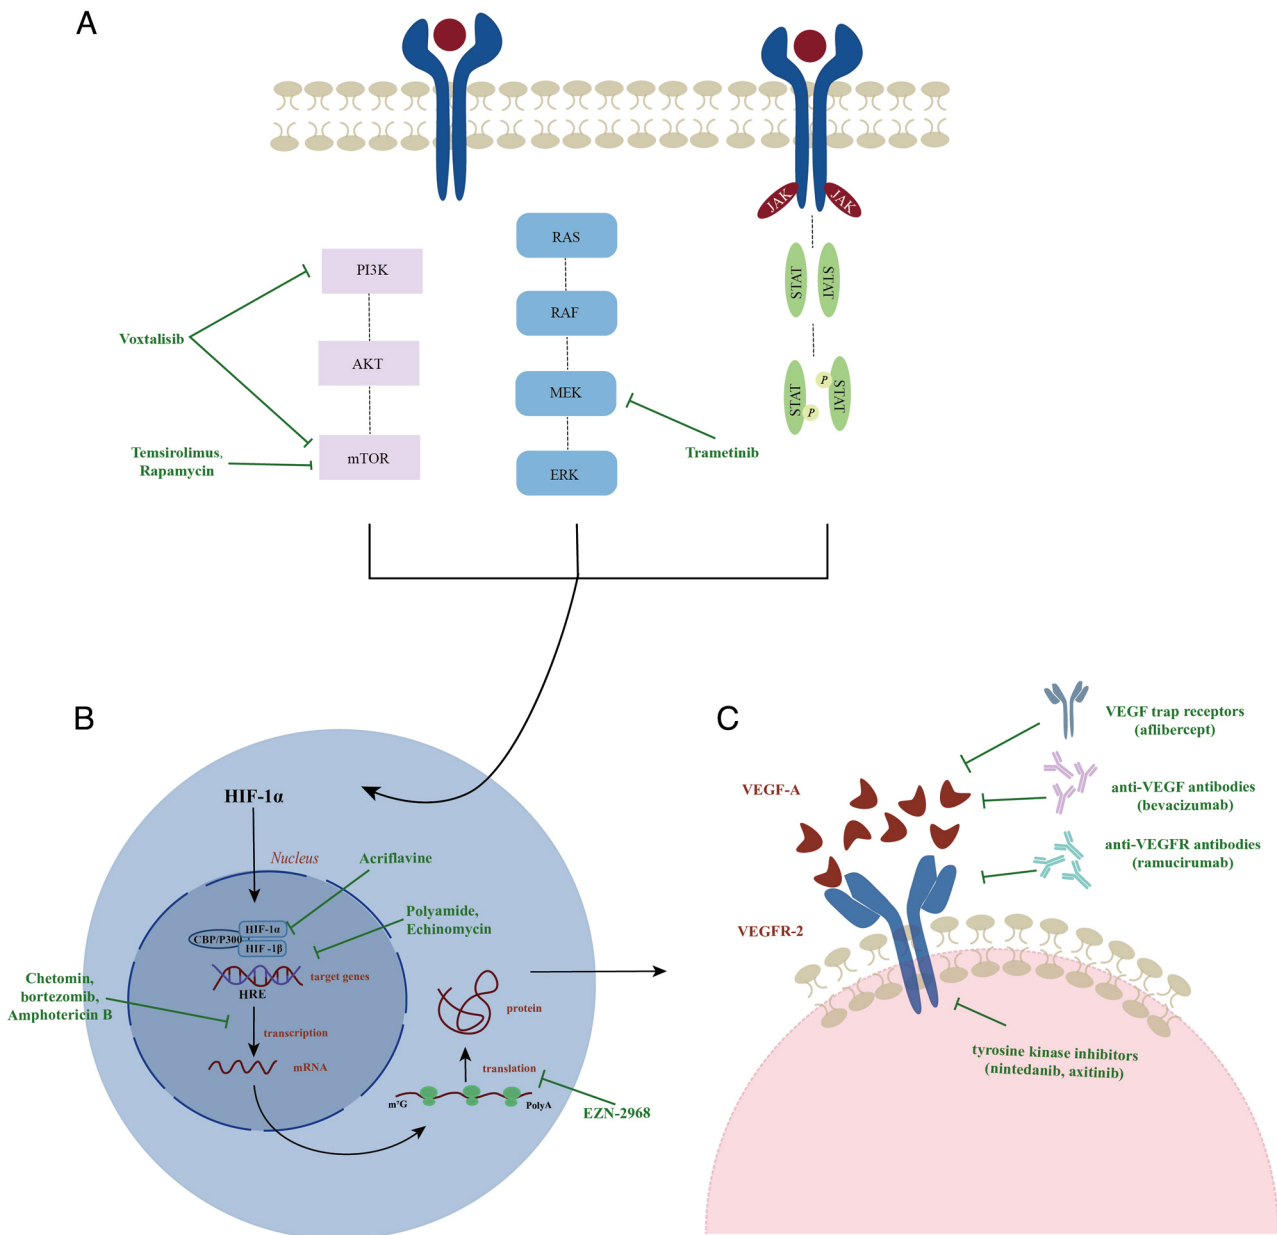 A
JAK
JAK
RAS
PI3K
STAT
STAT
RAF
Voxtalisib
AKT
MEK
P
STAT
STAT
P
Temsirolimus,
Rapamycin
mTOR
Trametinib
ERK
B
HIF-1α
Nucleus
Acriflavine
Polyamide,
Echinomycin
CBP/P300
HIF-1α
HIF -1β
target genes
HRE
Chetomin,
bortezomib,
Amphotericin B
transcription
mRNA
protein
translation
m⁷G
PolyA
EZN-2968
C
VEGF trap receptors
(aflibercept)
VEGF-A
anti-VEGF antibodies
(bevacizumab)
anti-VEGFR antibodies
(ramucirumab)
VEGFR-2
tyrosine kinase inhibitors
(nintedanib, axitinib)